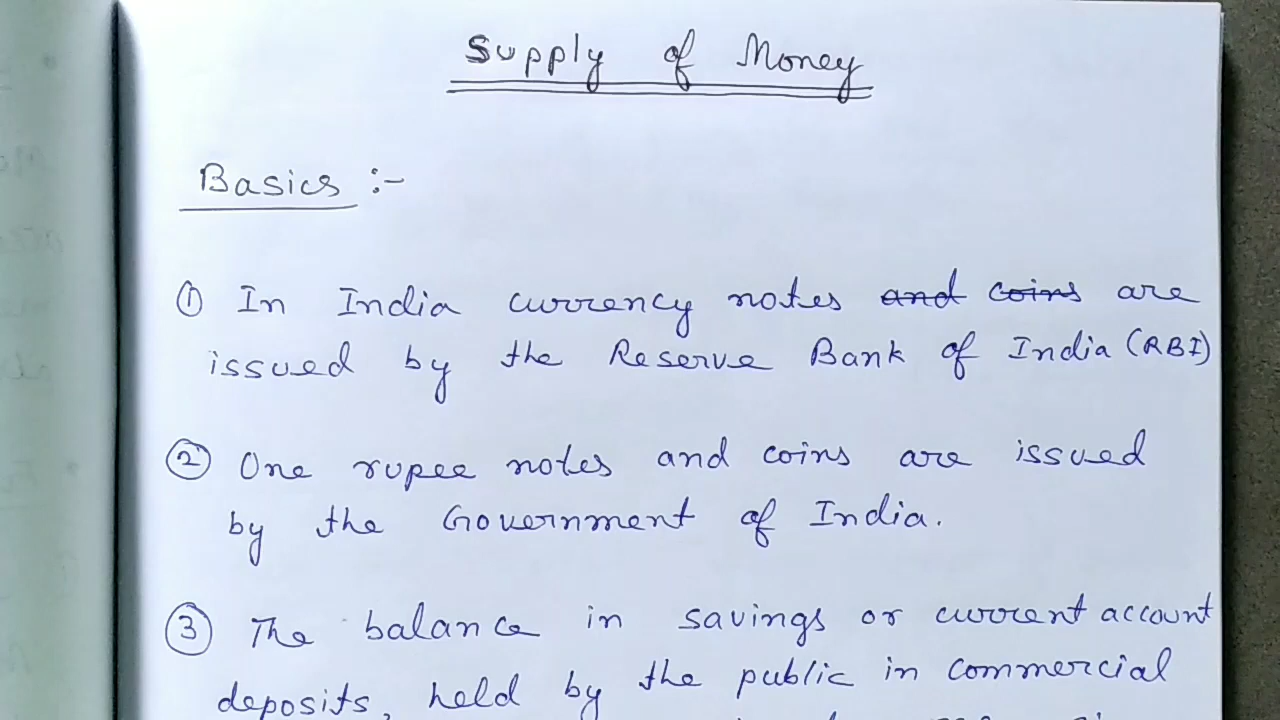 Supply of Money
Basics :-
① In India currency notes and coins are
issued by the Reserve Bank of India (RBI)
② One rupee notes and coins are issued
by the Government of India.
③ The balance in savings or current account
deposits, held by the public in commercial